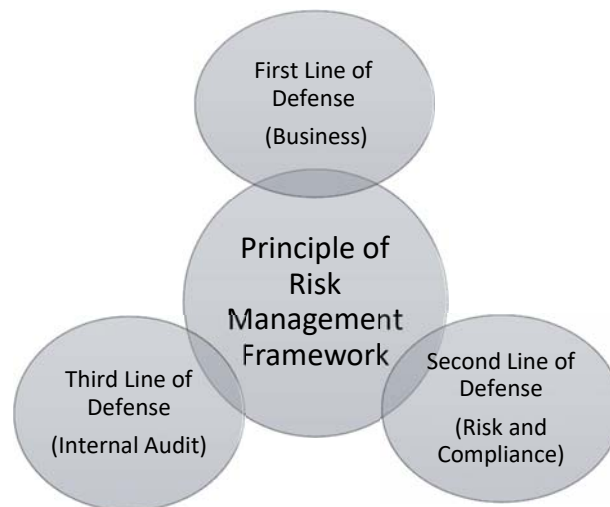 First Line of
Defense
(Business)
Principle of
Risk
Management
Framework
Third Line of
Defense
(Internal Audit)
Second Line of
Defense
(Risk and
Compliance)